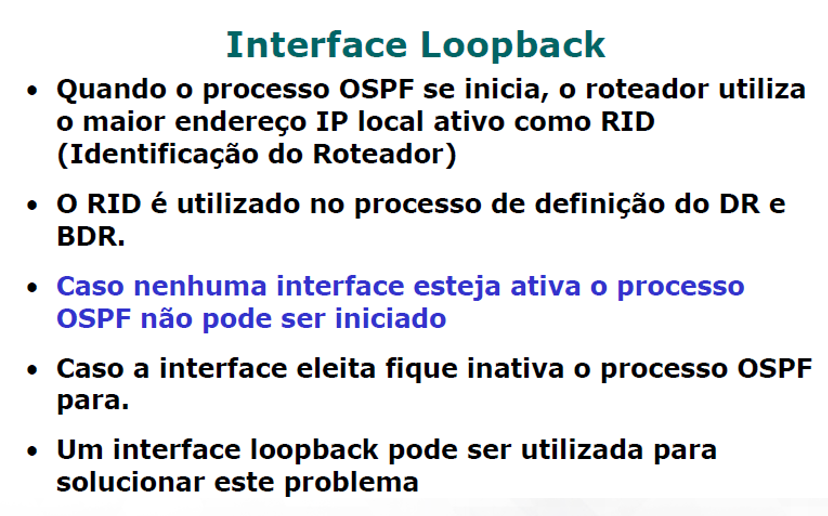 Interface Loopback
• Quando o processo OSPF se inicia, o roteador utiliza
o maior endereço IP local ativo como RID
(Identificação do Roteador)
• O RID é utilizado no processo de definição do DR e
BDR.
• Caso nenhuma interface esteja ativa o processo
OSPF não pode ser iniciado
• Caso a interface eleita fique inativa o processo OSPF
para.
• Um interface loopback pode ser utilizada para
solucionar este problema